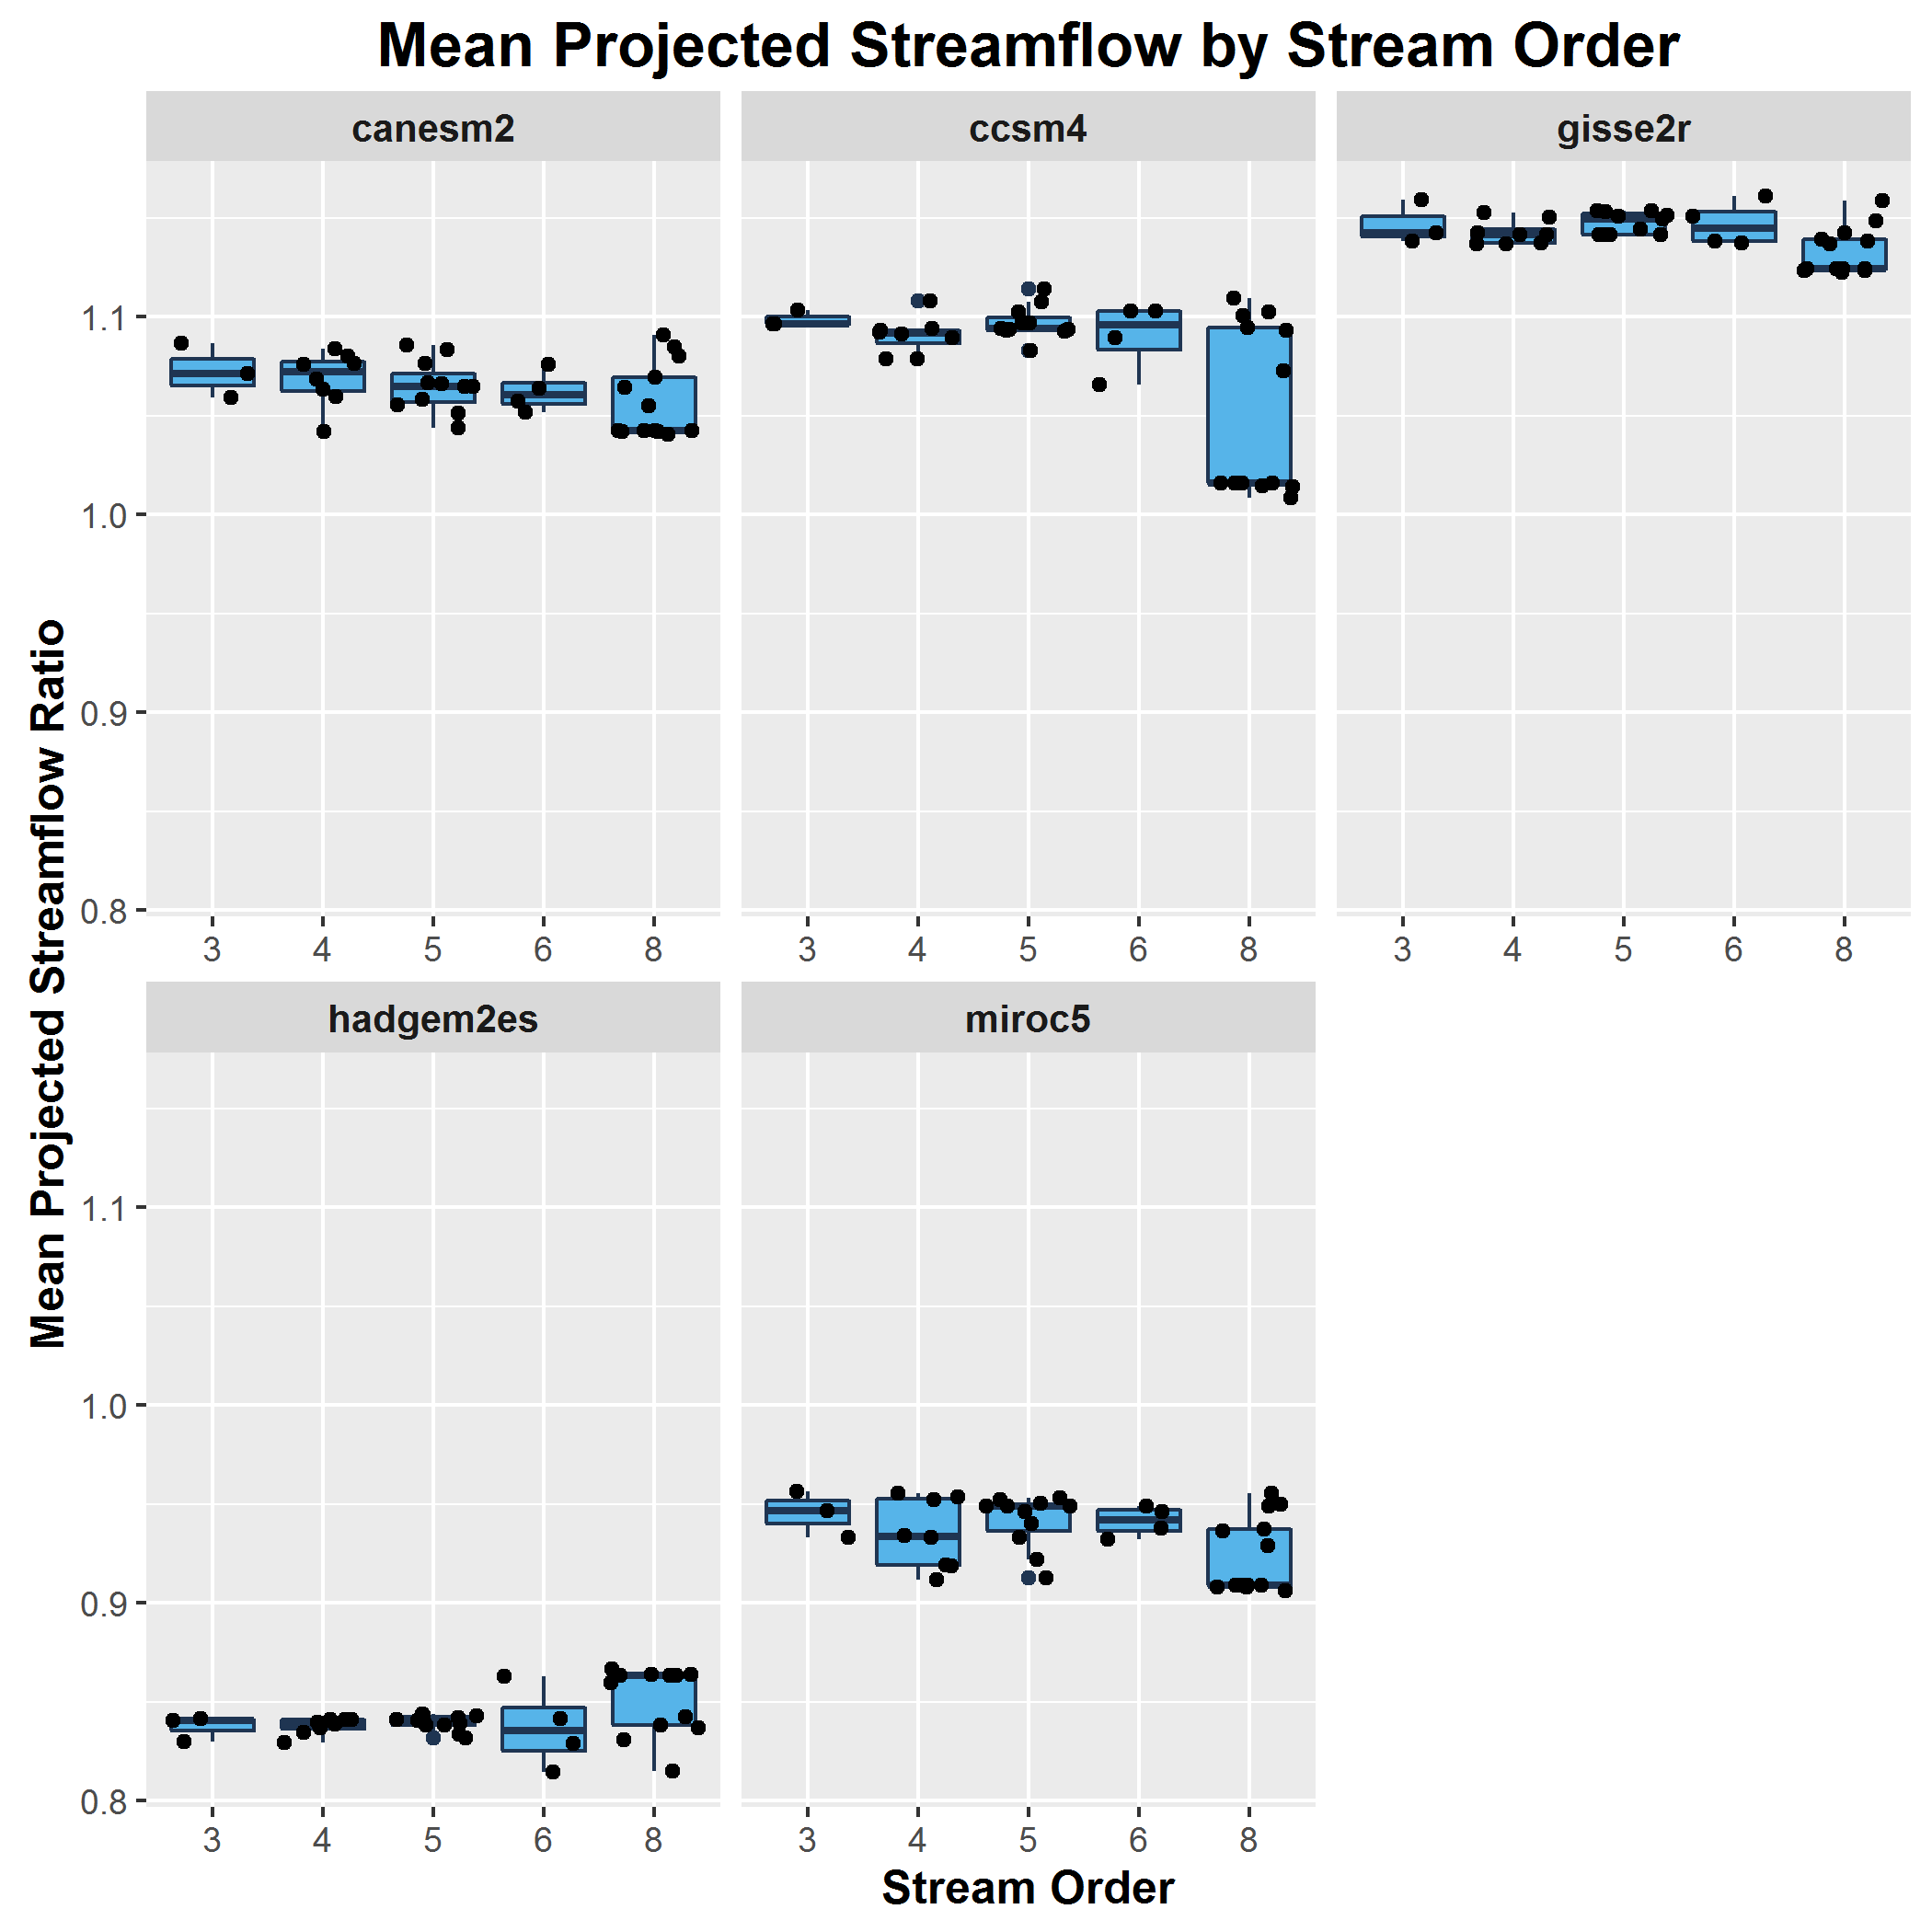 Mean Projected Streamflow by Stream Order
canesm2
ccsm4
gisse2r
Mean Projected Streamflow Ratio
1.1
1.0
0.9
0.8
3 4 5 6 8
3 4 5 6 8
3 4 5 6 8
hadgem2es
miroc5
1.1
1.0
0.9
0.8
3 4 5 6 8
3 4 5 6 8
Stream Order